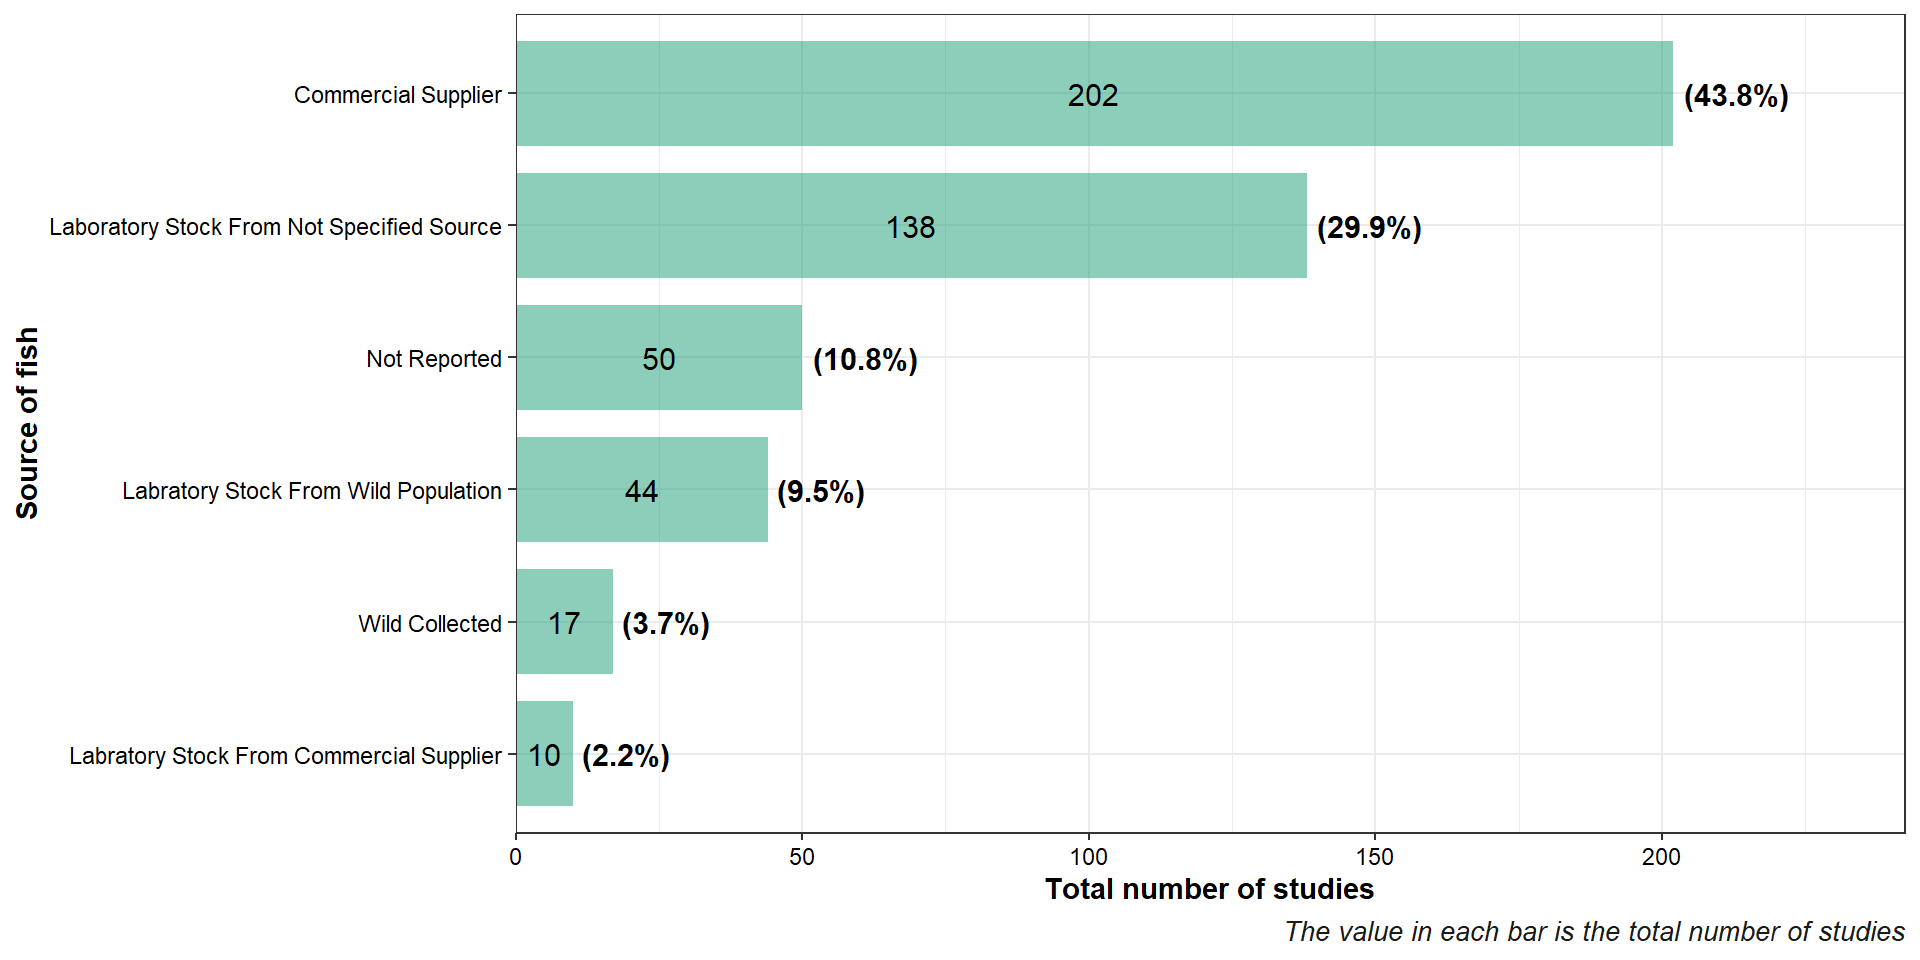 Commercial Supplier 202 (43.8%)
Laboratory Stock From Not Specified Source 138 (29.9%)
Not Reported 50 (10.8%)
Labratory Stock From Wild Population 44 (9.5%)
Wild Collected 17 (3.7%)
Labratory Stock From Commercial Supplier 10 (2.2%)
Source of fish
0 50 100 150 200
Total number of studies
The value in each bar is the total number of studies